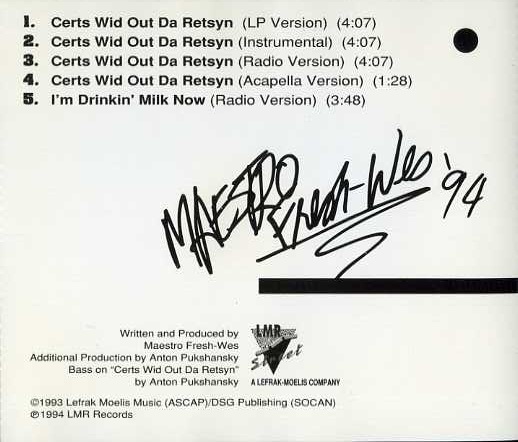 1. Certs Wid Out Da Retsyn (LP Version) (4:07)
2. Certs Wid Out Da Retsyn (Instrumental) (4:07)
3. Certs Wid Out Da Retsyn (Radio Version) (4:07)
4. Certs Wid Out Da Retsyn (Acapella Version) (1:28)
5. I'm Drinkin' Milk Now (Radio Version) (3:48)
MAESTRO Fresh-Wes '94
Written and Produced by
Maestro Fresh-Wes
Additional Production by Anton Pukshansky
Bass on "Certs Wid Out Da Retsyn"
by Anton Pukshansky
LMR
Street
A LEFRAK-MOELIS COMPANY
©1993 Lefrak Moelis Music (ASCAP)/DSG Publishing (SOCAN)
℗1994 LMR Records